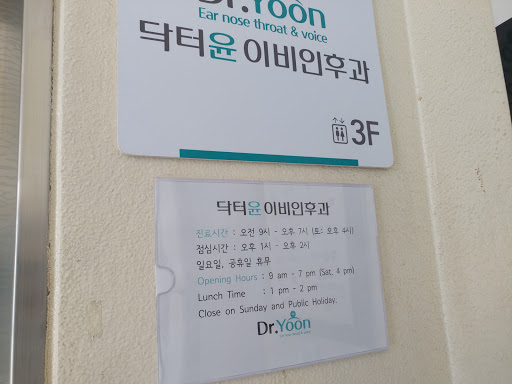 Dr.Yoon
Ear nose throat & voice
닥터윤 이비인후과
3F
닥터윤 이비인후과
진료시간 : 오전 9시 - 오후 7시 (토: 오후 4시)
점심시간 : 오후 1시 - 오후 2시
일요일, 공휴일 휴무
Opening Hours : 9 am - 7 pm (Sat. 4 pm)
Lunch Time : 1 pm - 2 pm
Close on Sunday and Public Holiday.
Dr.Yoon
Ear nose throat & voice